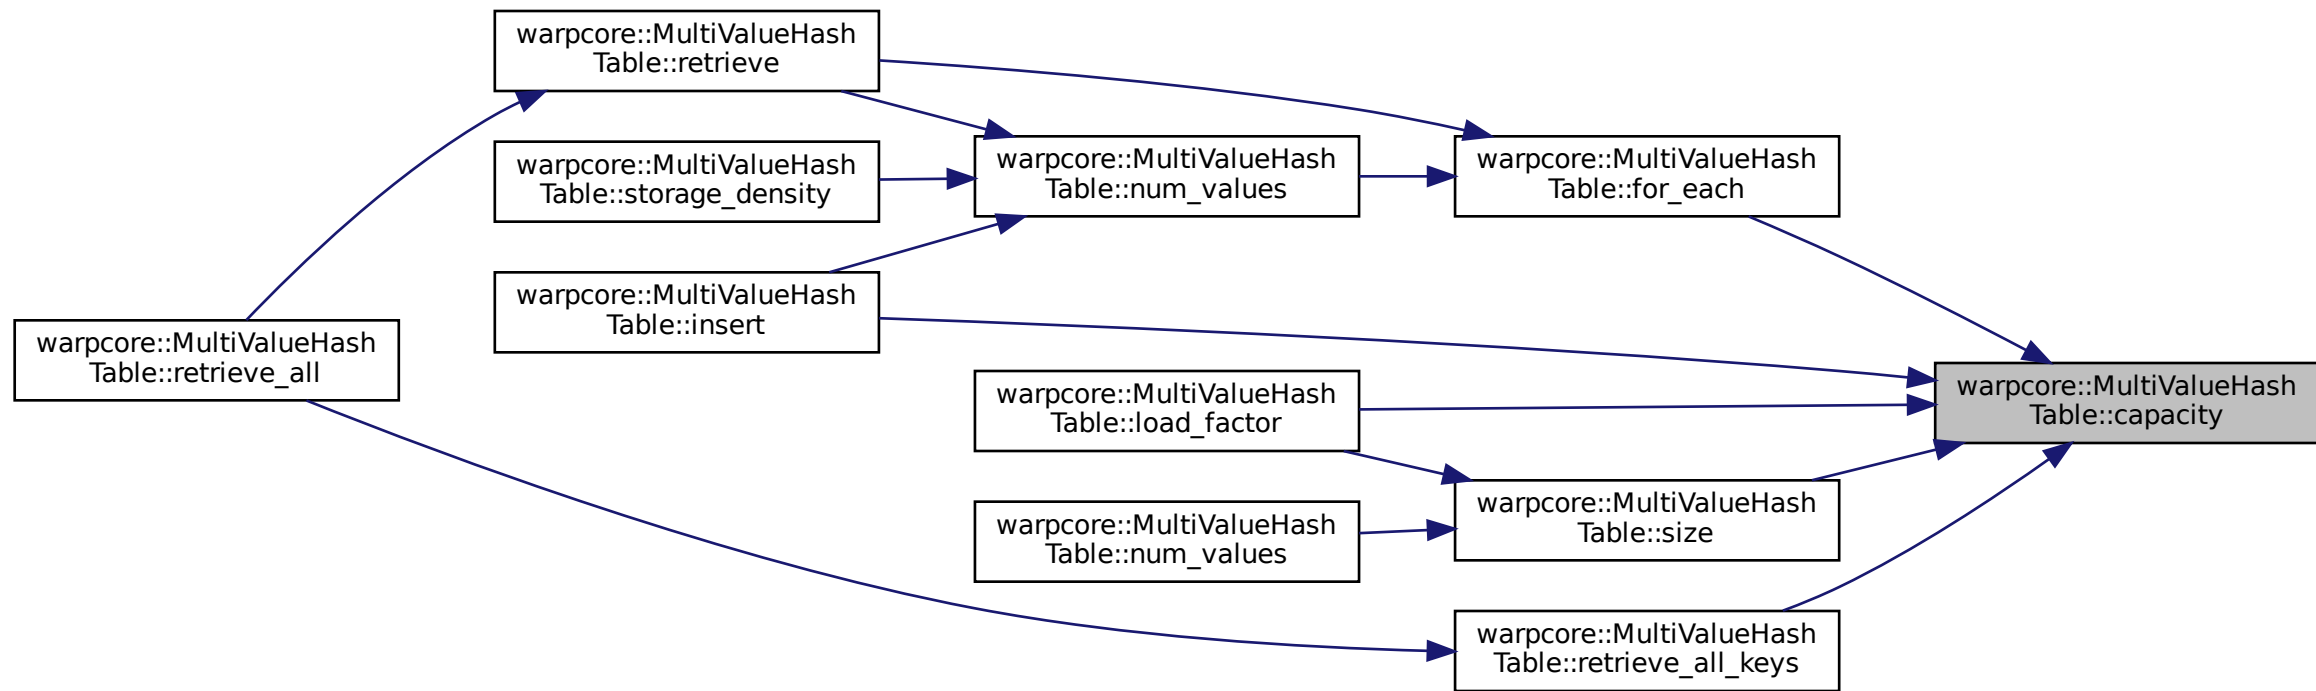 warpcore::MultiValueHash
Table::retrieve
warpcore::MultiValueHash
Table::storage_density
warpcore::MultiValueHash
Table::num_values
warpcore::MultiValueHash
Table::for_each
warpcore::MultiValueHash
Table::insert
warpcore::MultiValueHash
Table::retrieve_all
warpcore::MultiValueHash
Table::load_factor
warpcore::MultiValueHash
Table::capacity
warpcore::MultiValueHash
Table::num_values
warpcore::MultiValueHash
Table::size
warpcore::MultiValueHash
Table::retrieve_all_keys